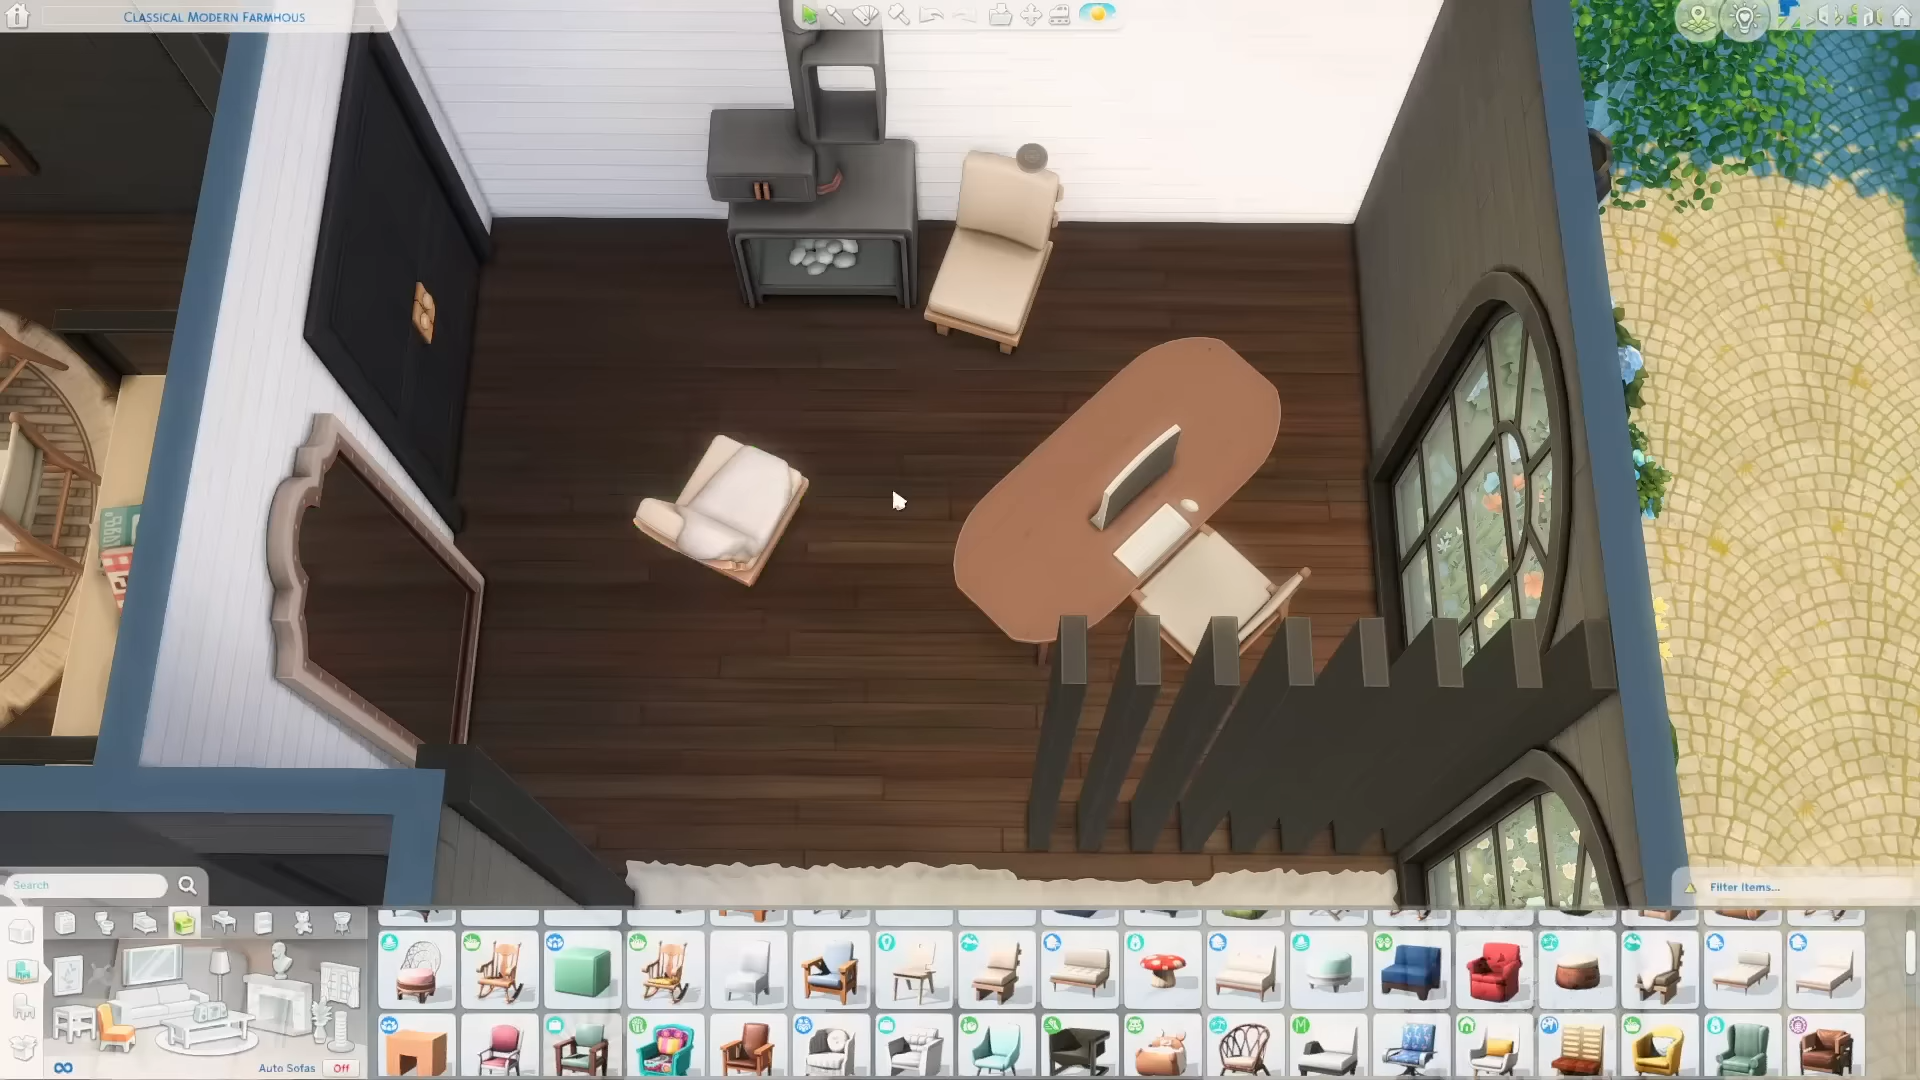 CLASSICAL MODERN FARMHOUS
Search
Filter Items...
Auto Sofas Off